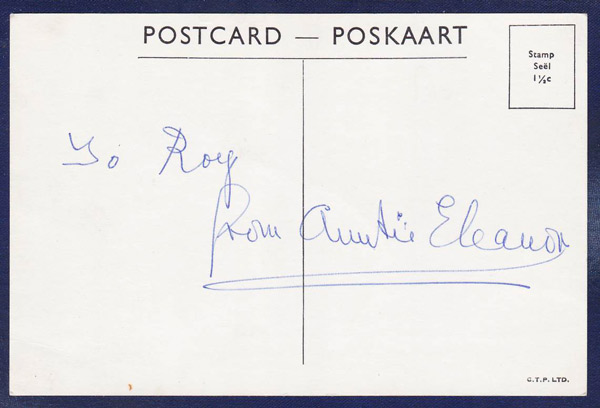 POSTCARD — POSKAART
Stamp
Seël
1½c
To Roy
from Auntie Eleanor
G.T.P. LTD.